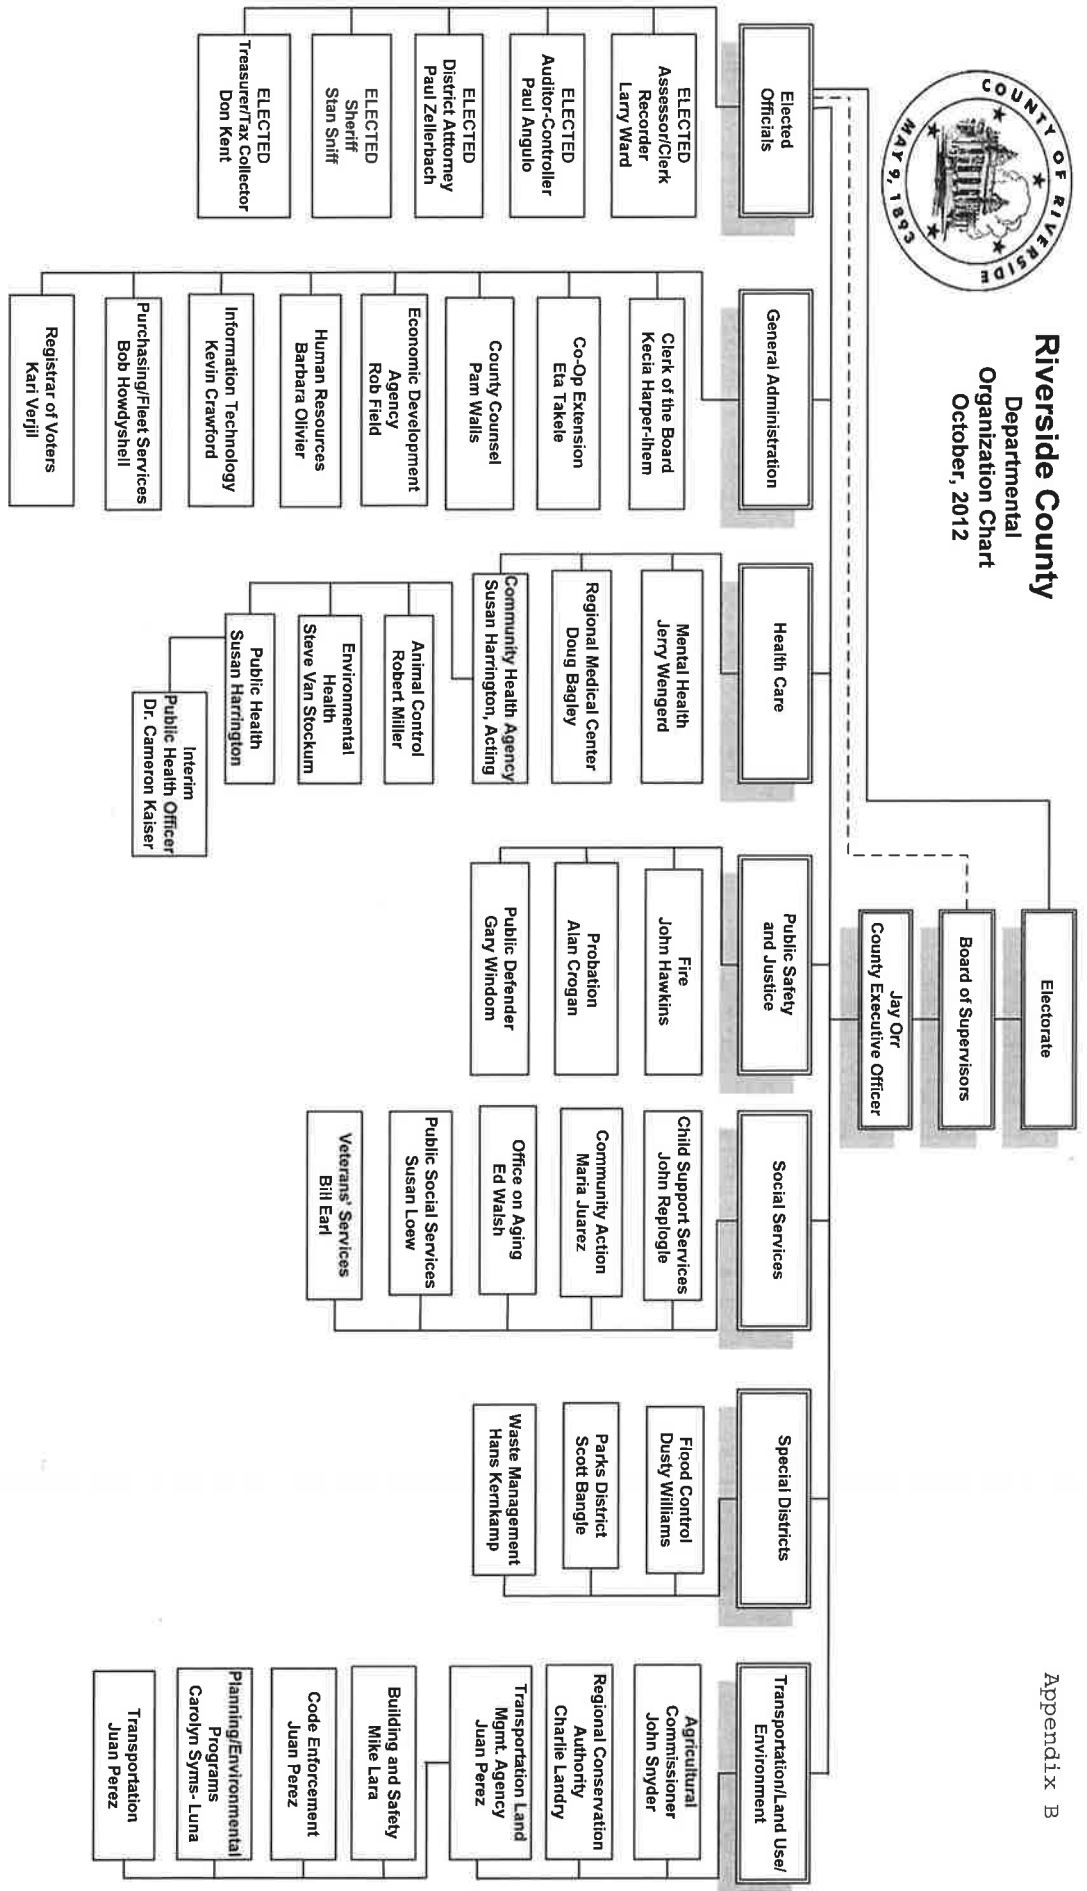 Appendix B
COUNTY OF RIVERSIDE
MAY 9, 1893
Riverside County
Departmental
Organization Chart
October, 2012
Electorate
Board of Supervisors
Jay Orr
County Executive Officer
Elected
Officials
ELECTED
Assessor/Clerk
Recorder
Larry Ward
ELECTED
Auditor-Controller
Paul Angulo
ELECTED
District Atttorney
Paul Zellerbach
ELECTED
Sheriff
Stan Sniff
ELECTED
Treasurer/Tax Collector
Don Kent
General Administration
Clerk of the Board
Kecia Harper-Ihem
Co-Op Extension
Eta Takele
County Counsel
Pam Walls
Economic Development
Agency
Rob Field
Human Resources
Barbara Olivier
Information Technology
Kevin Crawford
Purchasing/Fleet Services
Bob Howdyshell
Registrar of Voters
Kari Verjil
Health Care
Mental Health
Jerry Wengerd
Regional Medical Center
Doug Bagley
Community Health Agency
Susan Harrington, Acting
Animal Control
Robert Miller
Environmental
Health
Steve Van Stockum
Public Health
Susan Harrington
Interim
Public Health Officer
Dr. Cameron Kaiser
Public Safety
and Justice
Fire
John Hawkins
Probation
Alan Crogan
Public Defender
Gary Windom
Social Services
Child Support Services
John Replogle
Community Action
Maria Juarez
Office on Aging
Ed Walsh
Public Social Services
Susan Loew
Veterans' Services
Bill Earl
Special Districts
Flood Control
Dusty Williams
Parks District
Scott Bangle
Waste Management
Hans Kernkamp
Transportation/Land Use/
Environment
Agricultural
Commissioner
John Snyder
Regional Conservation
Authority
Charlie Landry
Transportation Land
Mgmt. Agency
Juan Perez
Building and Safety
Mike Lara
Code Enforcement
Juan Perez
Planning/Environmental
Programs
Carolyn Syms- Luna
Transportation
Juan Perez